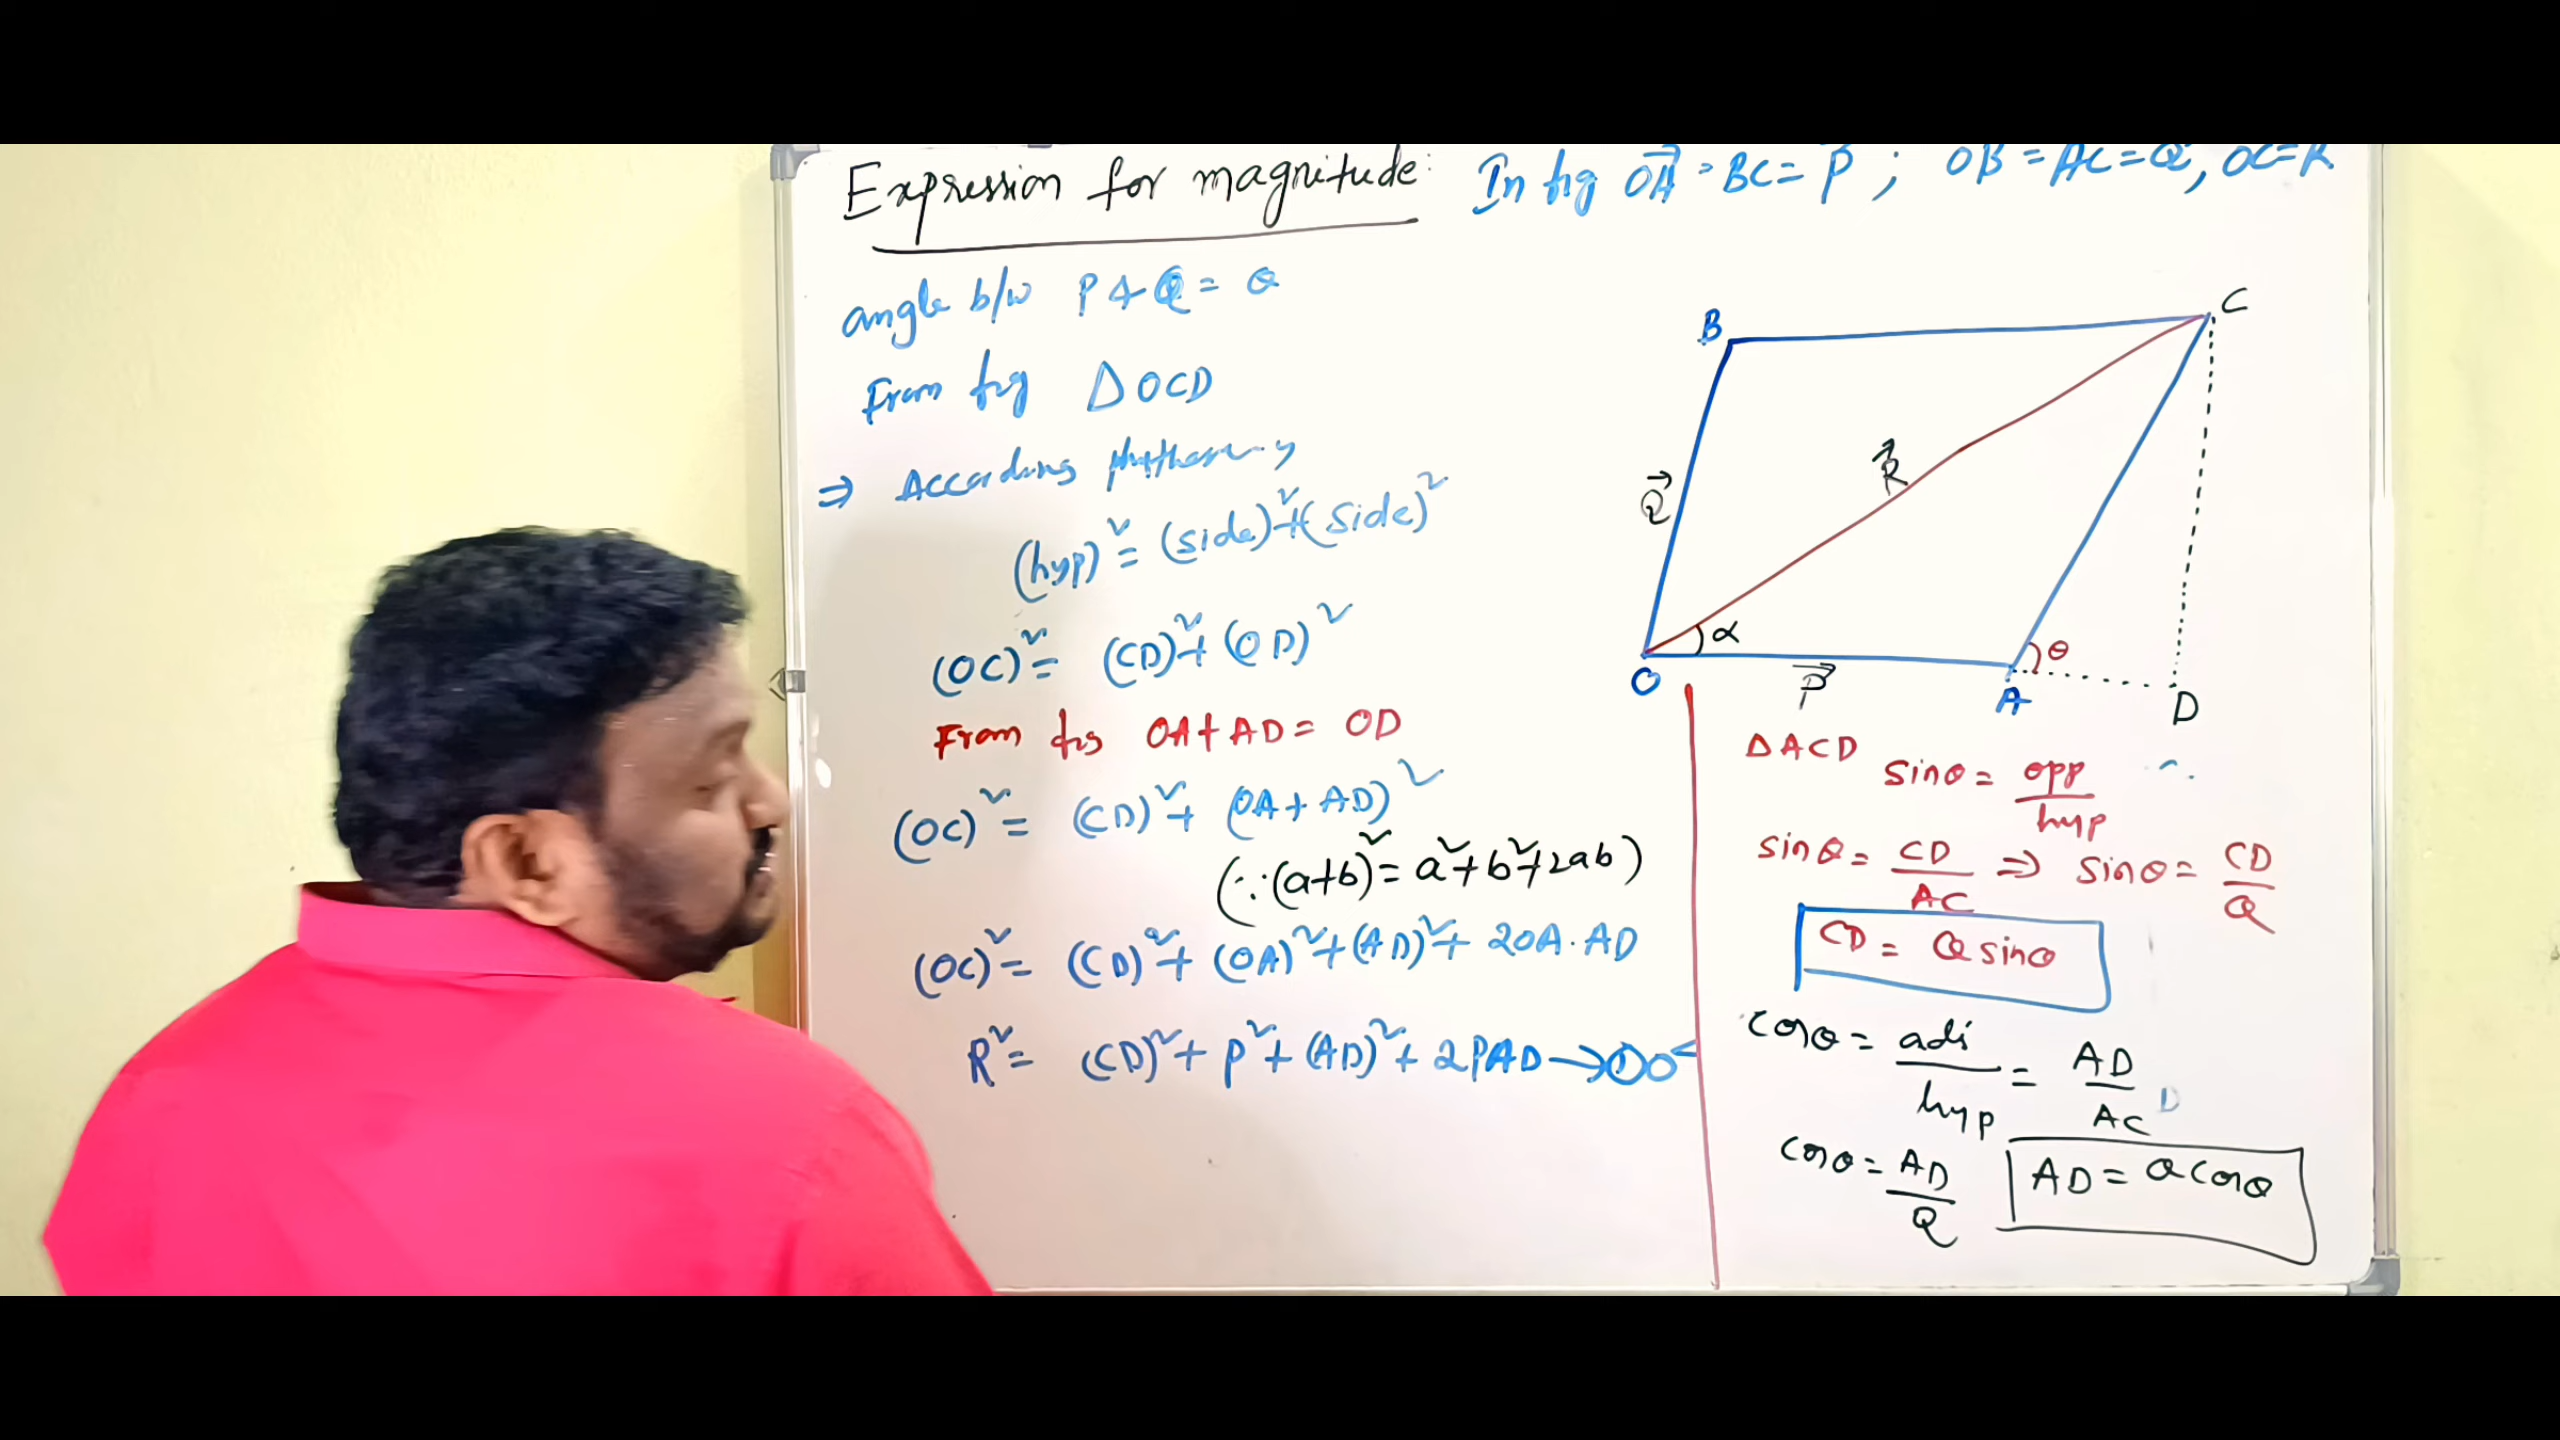 Expression for magnitude: In fig OA⃗ = BC = P⃗ ; OB = AC = Q, OC = R
angle b/w P & Q = θ
From fig ΔOCD
⇒ According
(hyp)² = (side)² + (side)²
(OC)² = (CD)² + (OD)²
From fig OA + AD = OD
(OC)² = (CD)² + (OA + AD)²
(∵ (a+b)² = a² + b² + 2ab)
(OC)² = (CD)² + (OA)² + (AD)² + 2OA·AD
R² = (CD)² + P² + (AD)² + 2PAD → ①
B
C
Q⃗
R⃗
α
θ
O
P⃗
A
D
ΔACD
sinθ = opp/hyp
sinθ = CD/AC ⇒ sinθ = CD/Q
CD = Q sinθ
cosθ = adj/hyp = AD/AC
cosθ = AD/Q
AD = Q cosθ